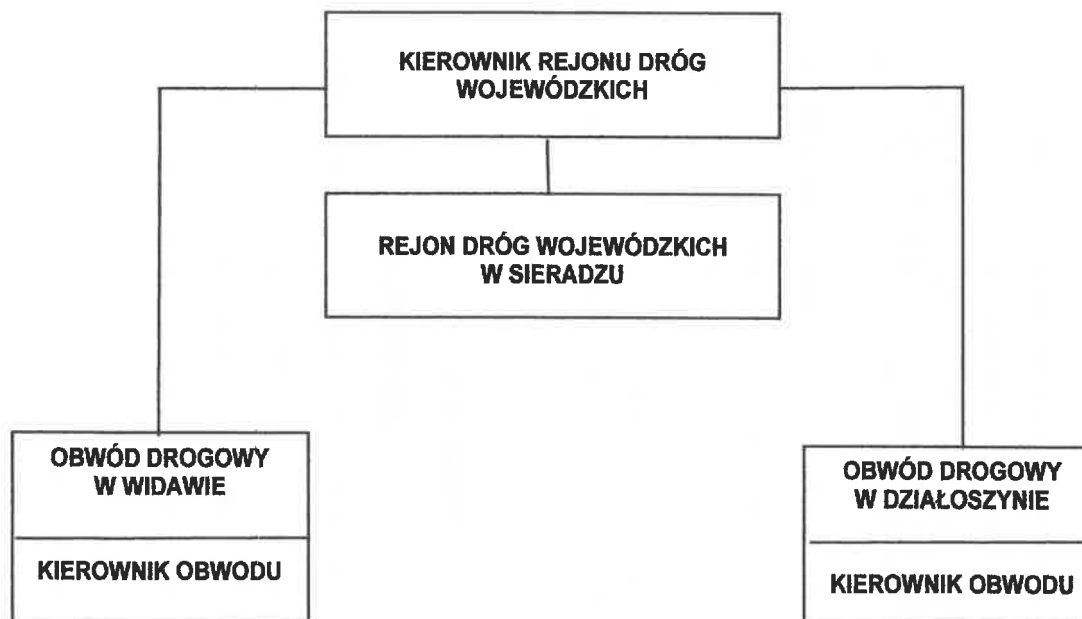 KIEROWNIK REJONU DRÓG
WOJEWÓDZKICH
REJON DRÓG WOJEWÓDZKICH
W SIERADZU
OBWÓD DROGOWY
W WIDAWIE
KIEROWNIK OBWODU
OBWÓD DROGOWY
W DZIAŁOSZYNIE
KIEROWNIK OBWODU